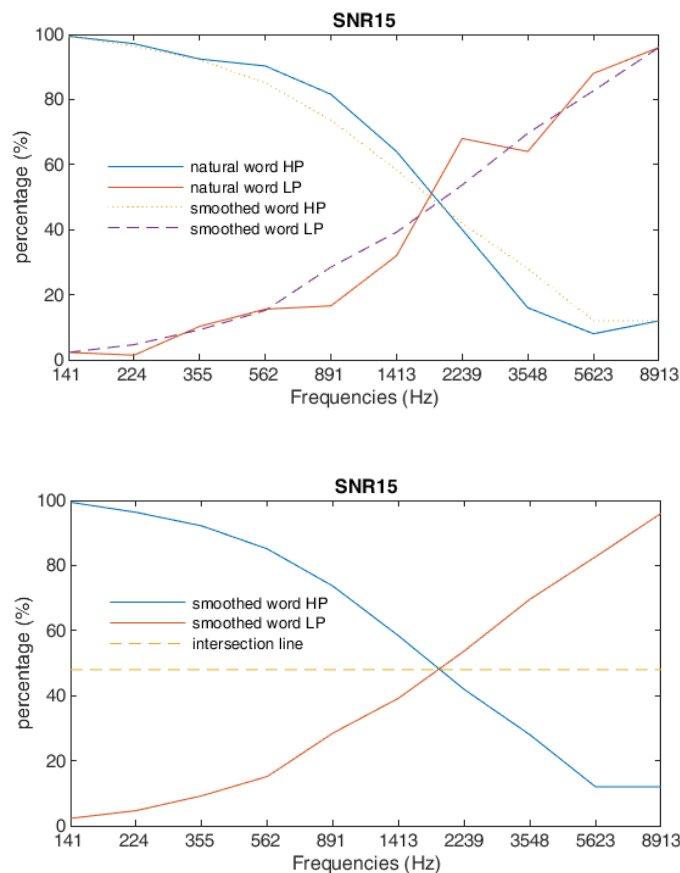 SNR15
100
80
60
40
20
0
percentage (%)
natural word HP
natural word LP
smoothed word HP
smoothed word LP
141 224 355 562 891 1413 2239 3548 5623 8913
Frequencies (Hz)
SNR15
100
80
60
40
20
0
percentage (%)
smoothed word HP
smoothed word LP
intersection line
141 224 355 562 891 1413 2239 3548 5623 8913
Frequencies (Hz)